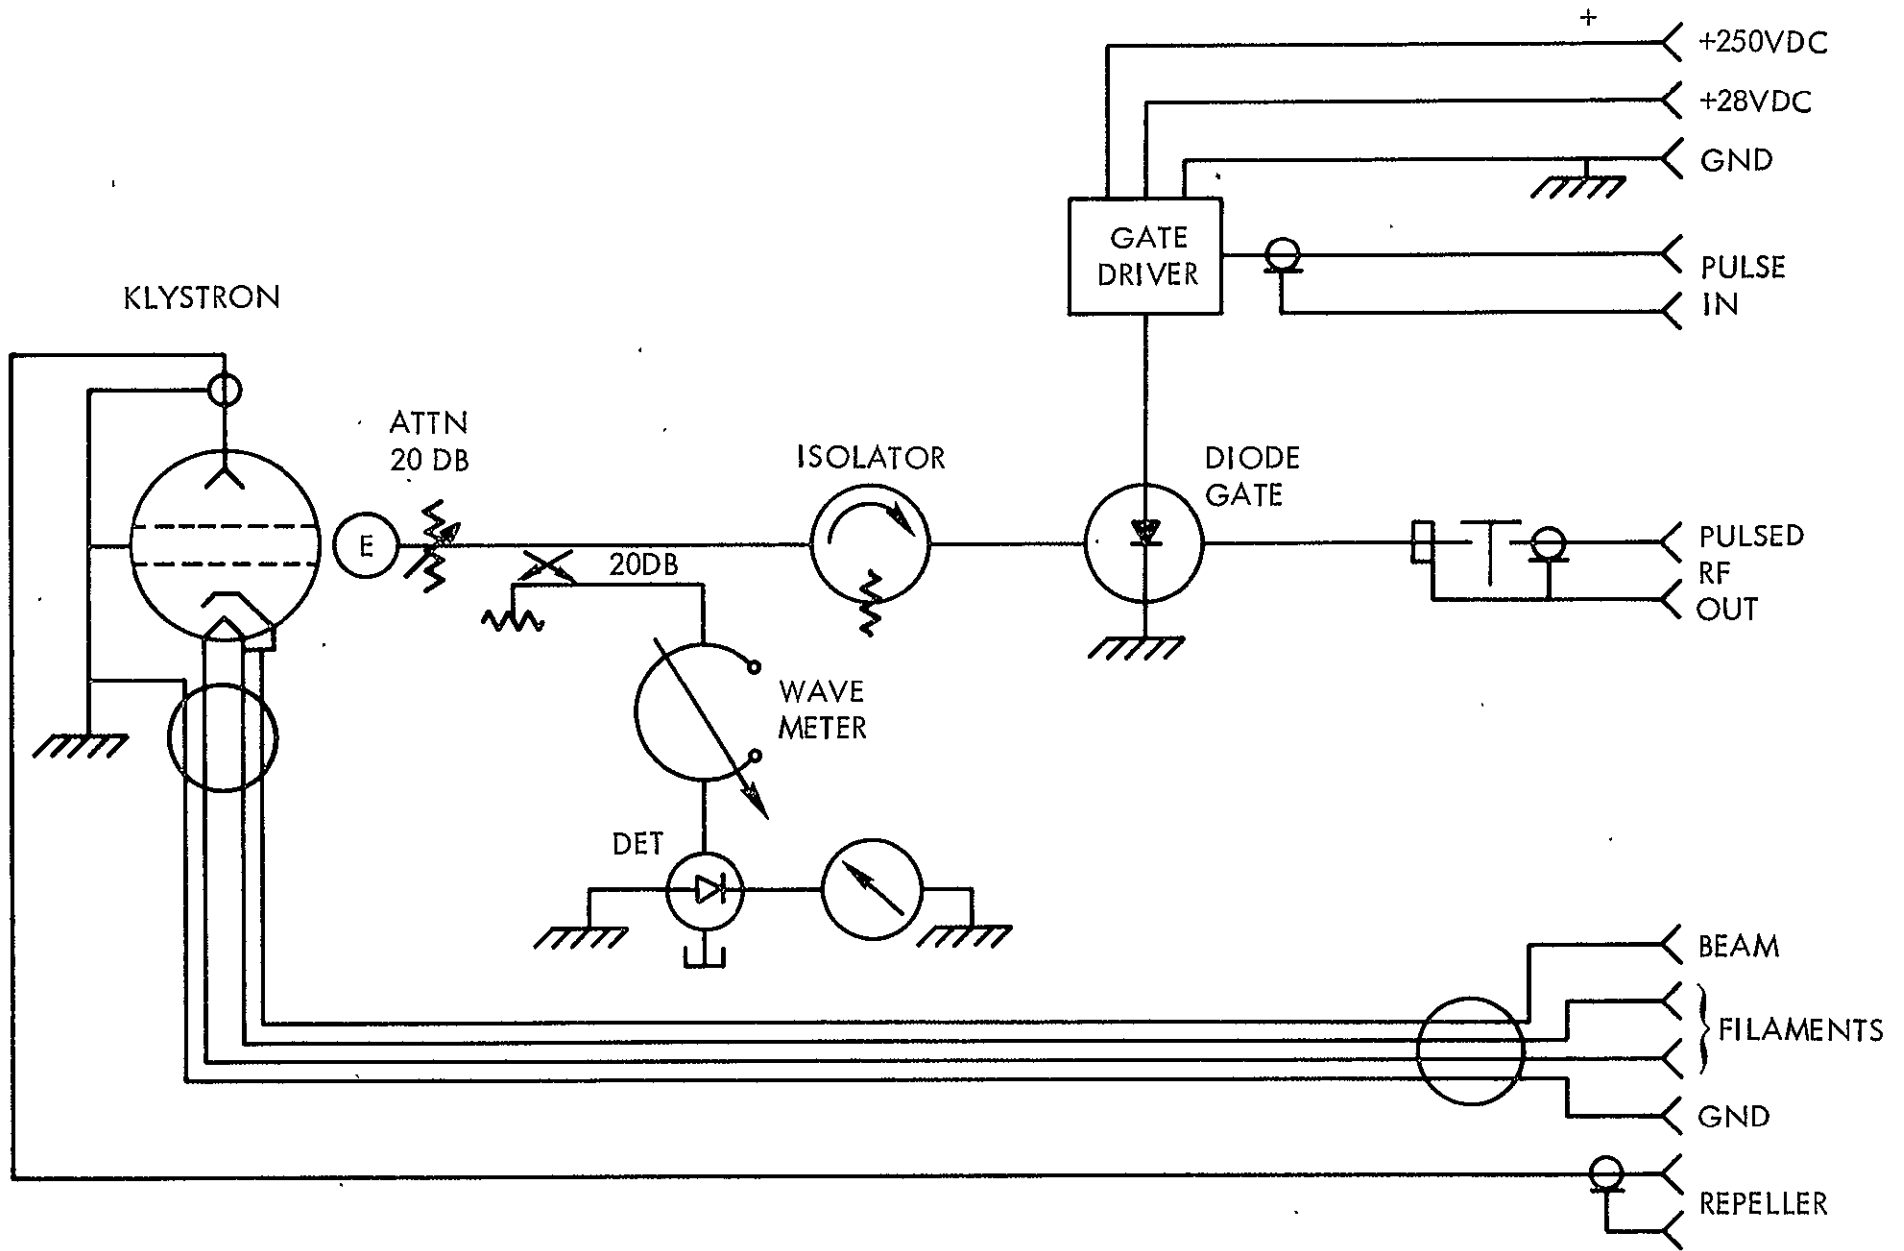 +
+250VDC
+28VDC
GND
GATE
DRIVER
PULSE
IN
KLYSTRON
ATTN
20 DB
ISOLATOR
DIODE
GATE
E
20DB
PULSED
RF
OUT
WAVE
METER
DET
BEAM
FILAMENTS
GND
REPELLER